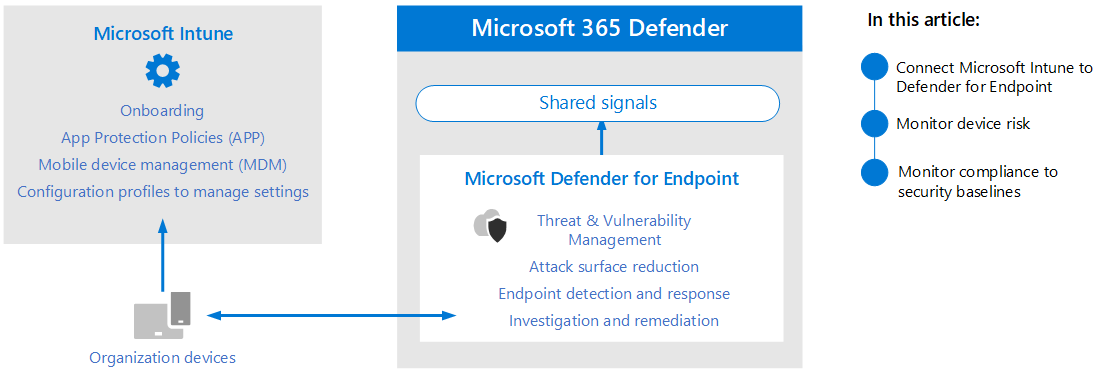 Microsoft Intune
Onboarding
App Protection Policies (APP)
Mobile device management (MDM)
Configuration profiles to manage settings
Organization devices
Microsoft 365 Defender
Shared signals
Microsoft Defender for Endpoint
Threat & Vulnerability
Management
Attack surface reduction
Endpoint detection and response
Investigation and remediation
In this article:
Connect Microsoft Intune to
Defender for Endpoint
Monitor device risk
Monitor compliance to
security baselines